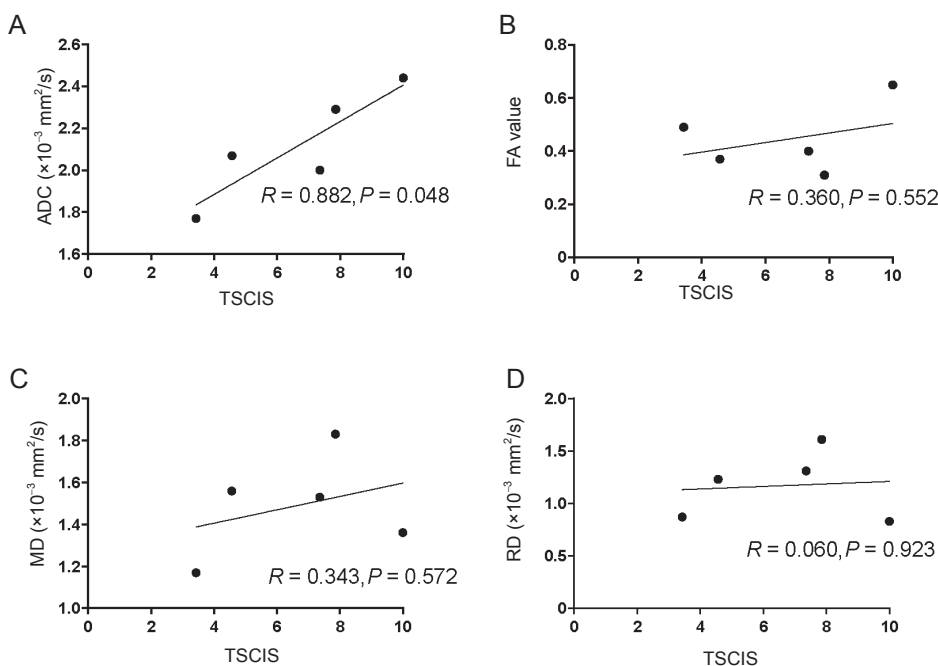 A
ADC (×10⁻³ mm²/s)
2.6
2.4
2.2
2.0
1.8
1.6
R = 0.882, P = 0.048
0 2 4 6 8 10
TSCIS
B
FA value
0.8
0.6
0.4
0.2
0
R = 0.360, P = 0.552
0 2 4 6 8 10
TSCIS
C
MD (×10⁻³ mm²/s)
2.0
1.8
1.6
1.4
1.2
1.0
R = 0.343, P = 0.572
0 2 4 6 8 10
TSCIS
D
RD (×10⁻³ mm²/s)
2.0
1.5
1.0
0.5
0
R = 0.060, P = 0.923
0 2 4 6 8 10
TSCIS